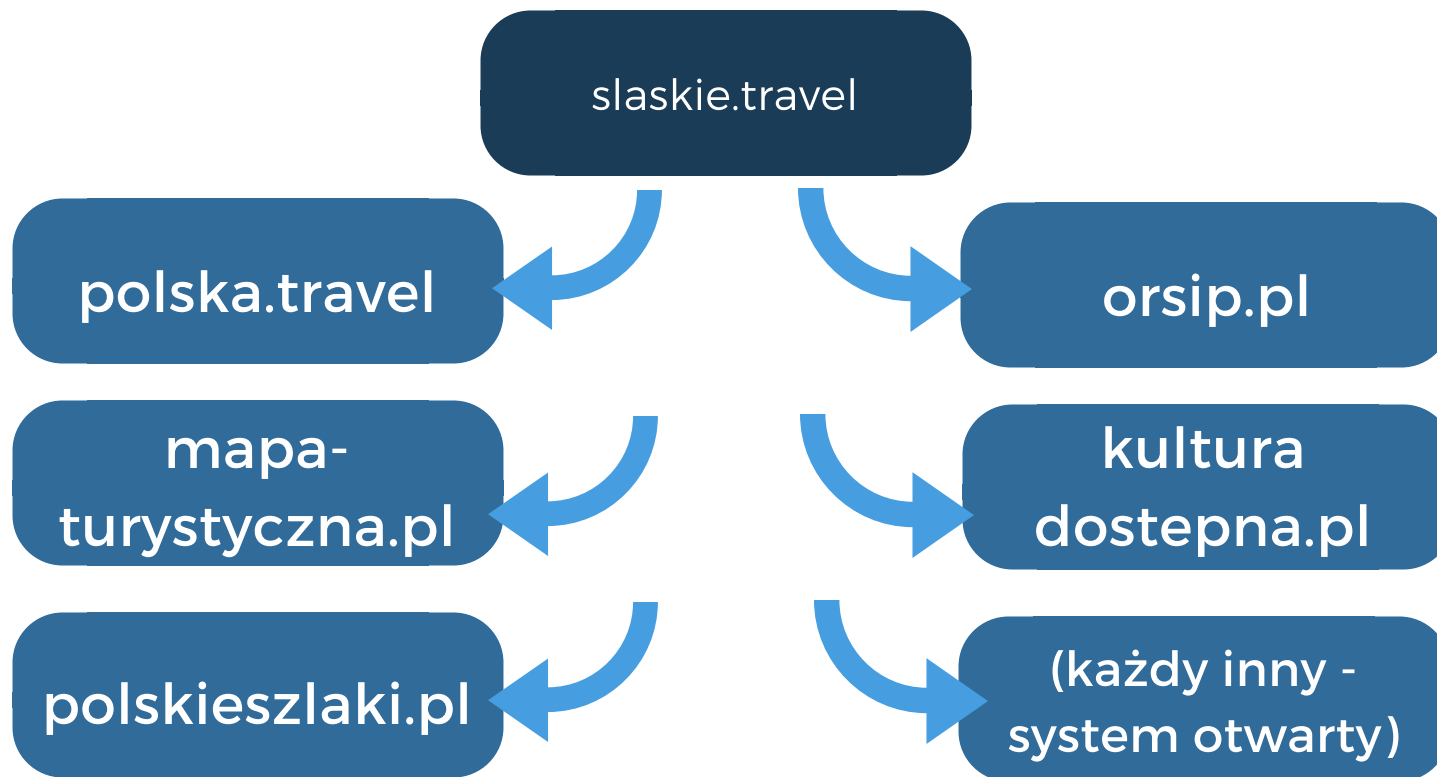 slaskie.travel
polska.travel
orsip.pl
mapa-
turystyczna.pl
kultura
dostepna.pl
polskieszlaki.pl
(każdy inny -
system otwarty)